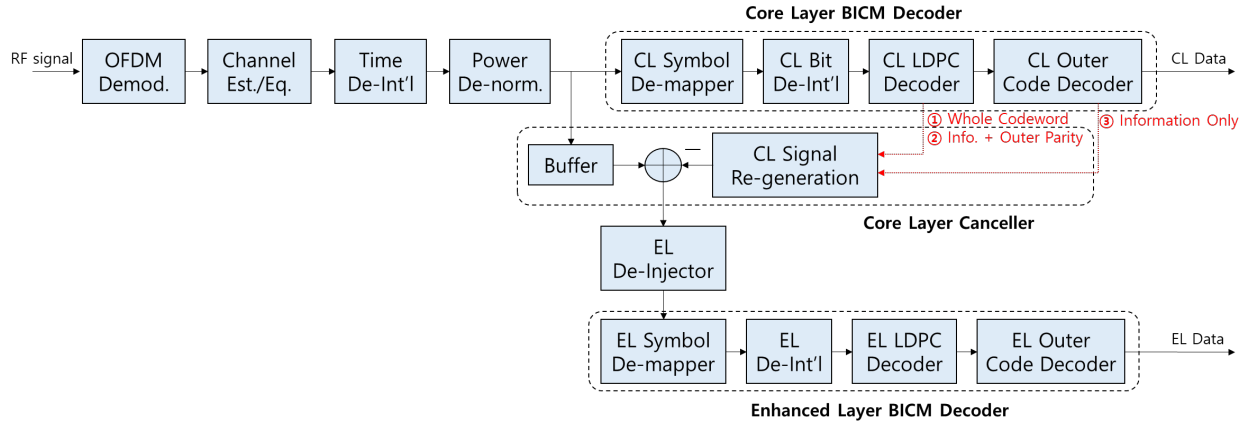 Core Layer BICM Decoder
RF signal
OFDM
Demod.
Channel
Est./Eq.
Time
De-Int'l
Power
De-norm.
CL Symbol
De-mapper
CL Bit
De-Int'l
CL LDPC
Decoder
CL Outer
Code Decoder
CL Data
① Whole Codeword
② Info. + Outer Parity
③ Information Only
Buffer
−
CL Signal
Re-generation
Core Layer Canceller
EL
De-Injector
EL Symbol
De-mapper
EL
De-Int'l
EL LDPC
Decoder
EL Outer
Code Decoder
EL Data
Enhanced Layer BICM Decoder